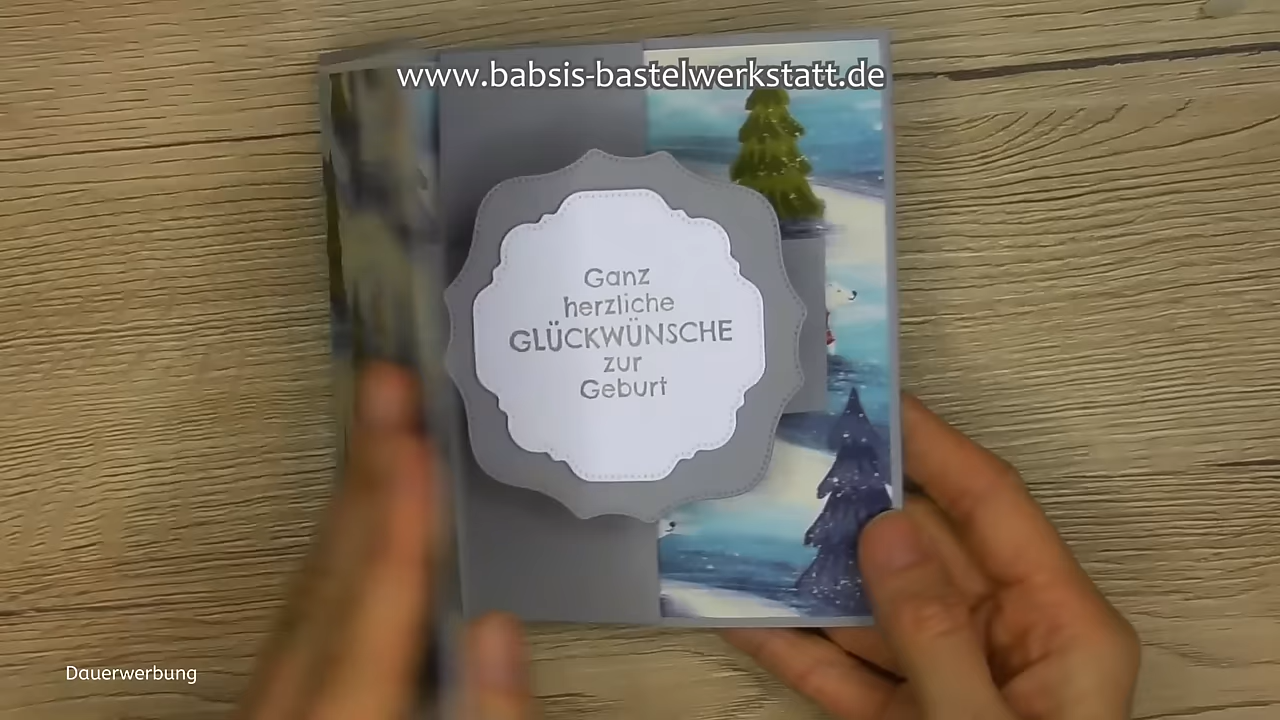 www.babsis-bastelwerkstatt.de
Ganz
herzliche
GLÜCKWÜNSCHE
zur
Geburt
Dauerwerbung